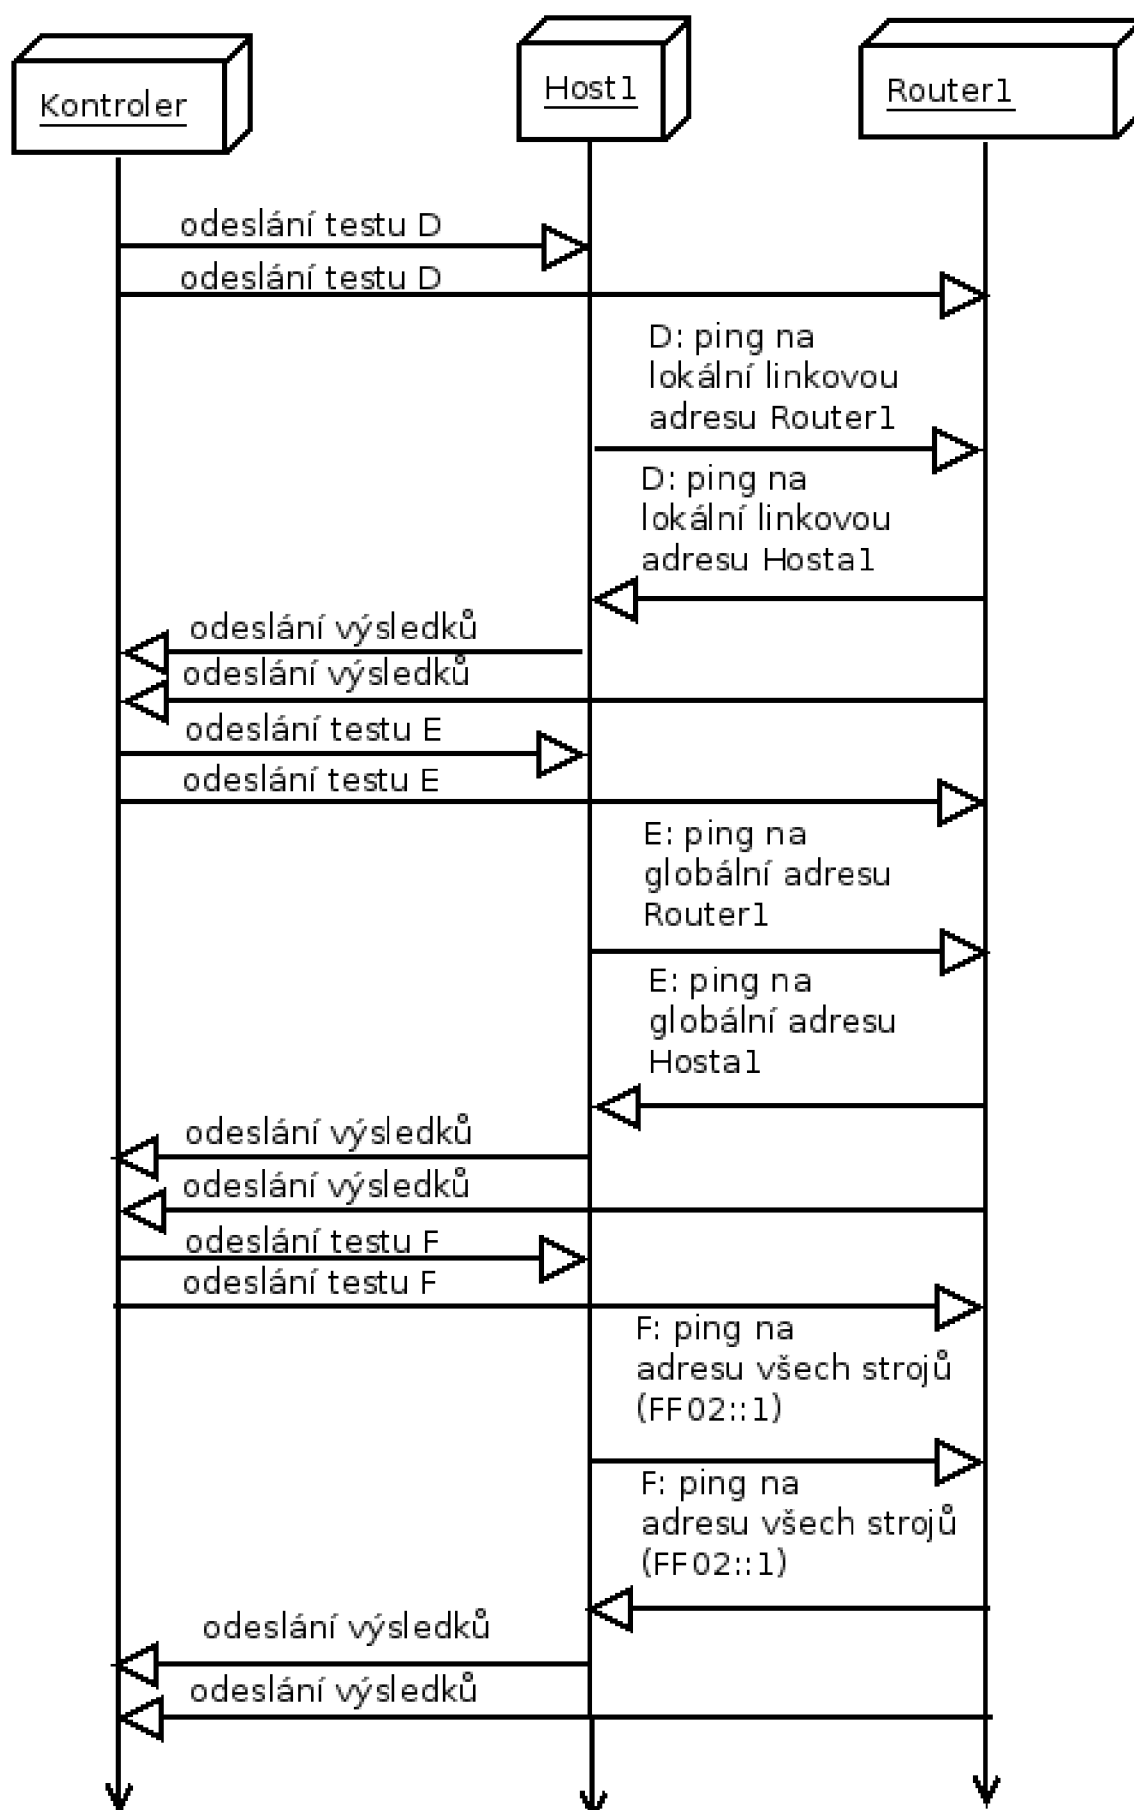 Kontroler
Host1
Router1
odeslání testu D
odeslání testu D
D: ping na
lokální linkovou
adresu Router1
D: ping na
lokální linkovou
adresu Hosta1
odeslání výsledků
odeslání výsledků
odeslání testu E
odeslání testu E
E: ping na
globální adresu
Router1
E: ping na
globální adresu
Hosta1
odeslání výsledků
odeslání výsledků
odeslání testu F
odeslání testu F
F: ping na
adresu všech strojů
(FF02::1)
F: ping na
adresu všech strojů
(FF02::1)
odeslání výsledků
odeslání výsledků